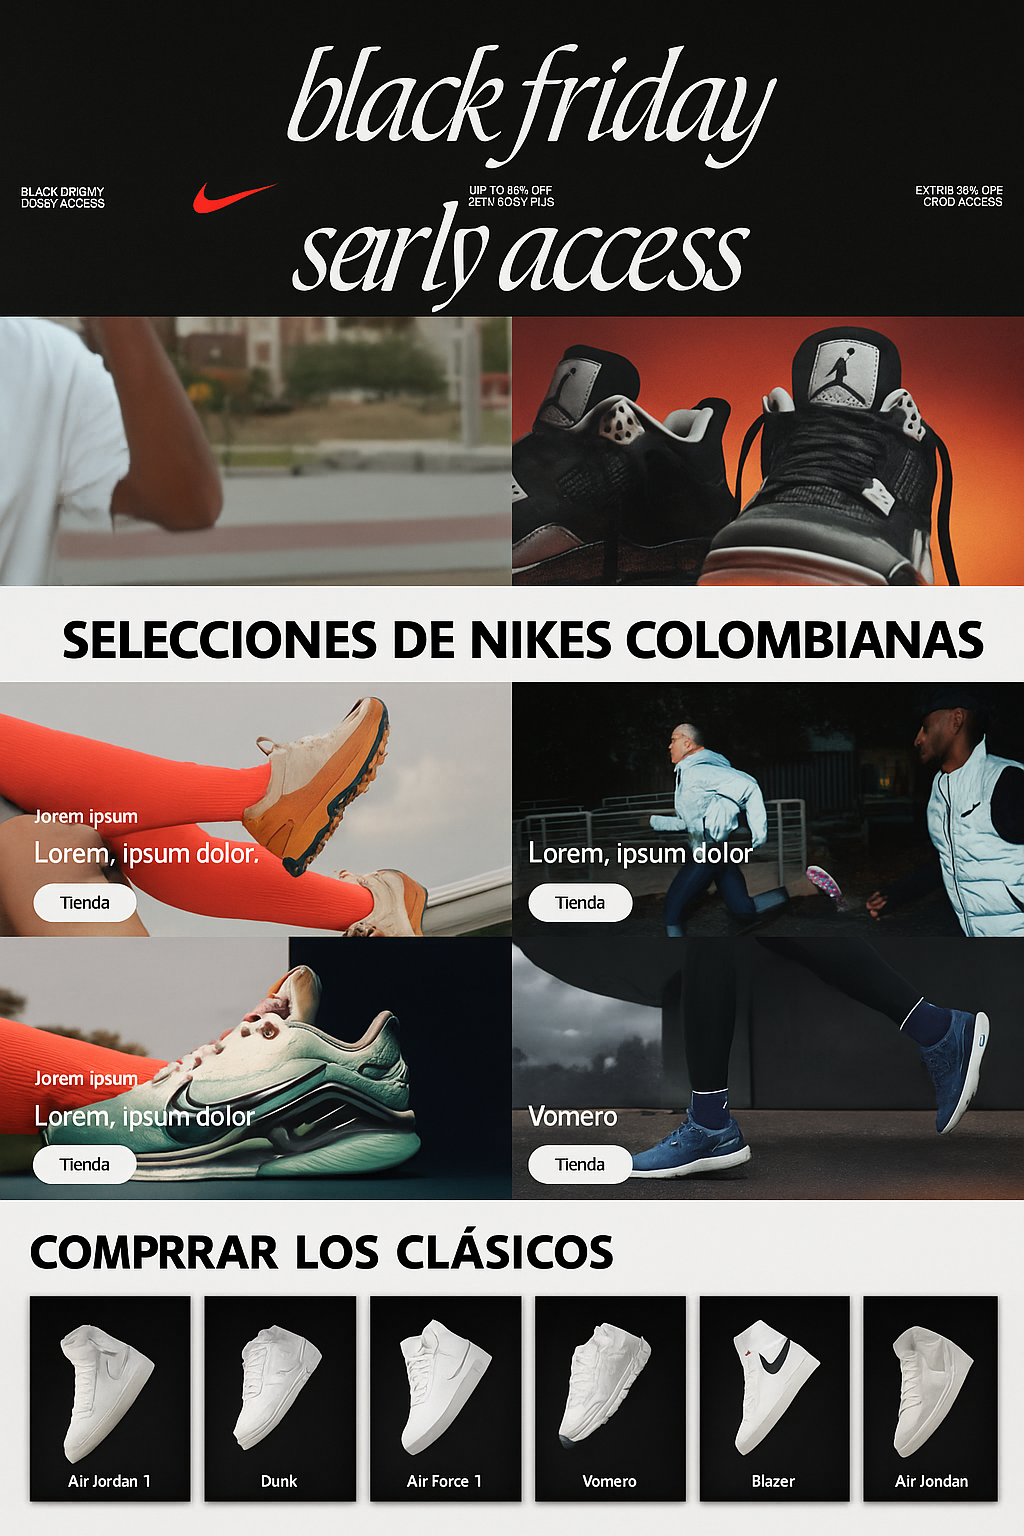 black friday
BLACK DRIGMY
DOSBY ACCESS
UIP TO 86% OFF
2ETN 6OSY PIJS
EXTRIB 38% OPE
CROD ACCESS
searly access
SELECCIONES DE NIKES COLOMBIANAS
Jorem ipsum
Lorem, ipsum dolor.
Tienda
Lorem, ipsum dolor
Tienda
Jorem ipsum
Lorem, ipsum dolor
Tienda
Vomero
Tienda
COMPRRAR LOS CLÁSICOS
Air Jordan 1
Dunk
Air Force 1
Vomero
Blazer
Air Jondan